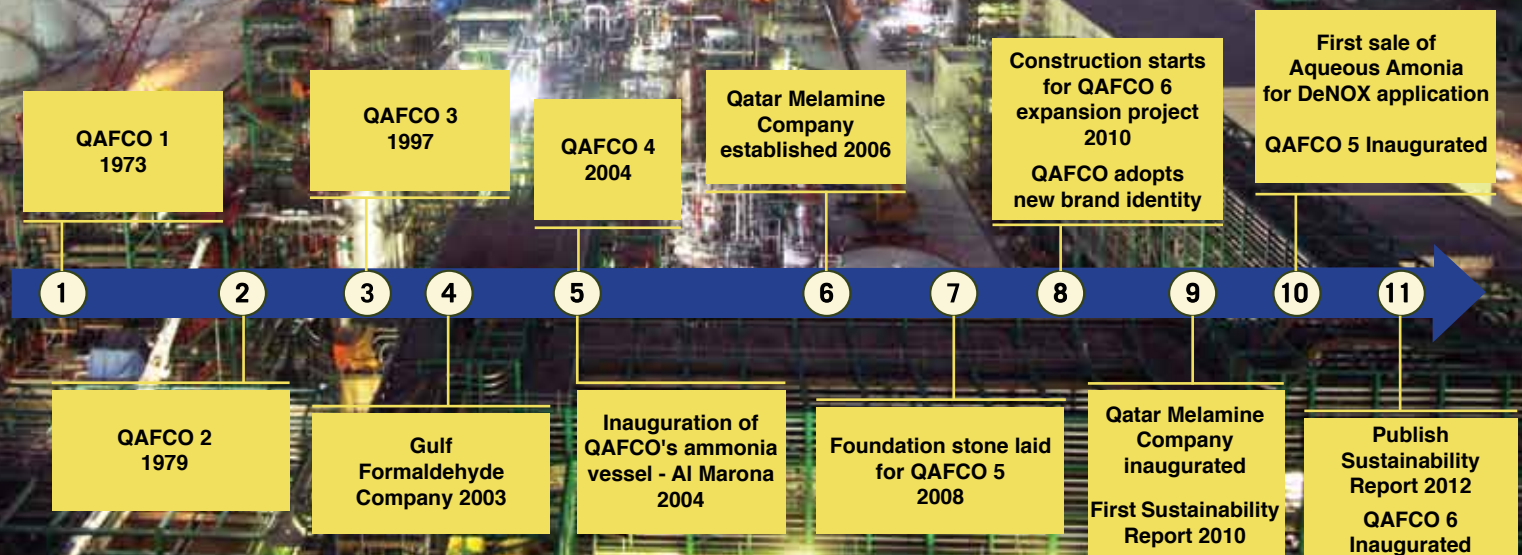 QAFCO 1
1973
QAFCO 3
1997
QAFCO 4
2004
Qatar Melamine
Company
established 2006
Construction starts
for QAFCO 6
expansion project
2010
QAFCO adopts
new brand identity
First sale of
Aqueous Amonia
for DeNOX application
QAFCO 5 Inaugurated
1
2
3
4
5
6
7
8
9
10
11
QAFCO 2
1979
Gulf
Formaldehyde
Company 2003
Inauguration of
QAFCO's ammonia
vessel - Al Marona
2004
Foundation stone laid
for QAFCO 5
2008
Qatar Melamine
Company
inaugurated
First Sustainability
Report 2010
Publish
Sustainability
Report 2012
QAFCO 6
Inaugurated